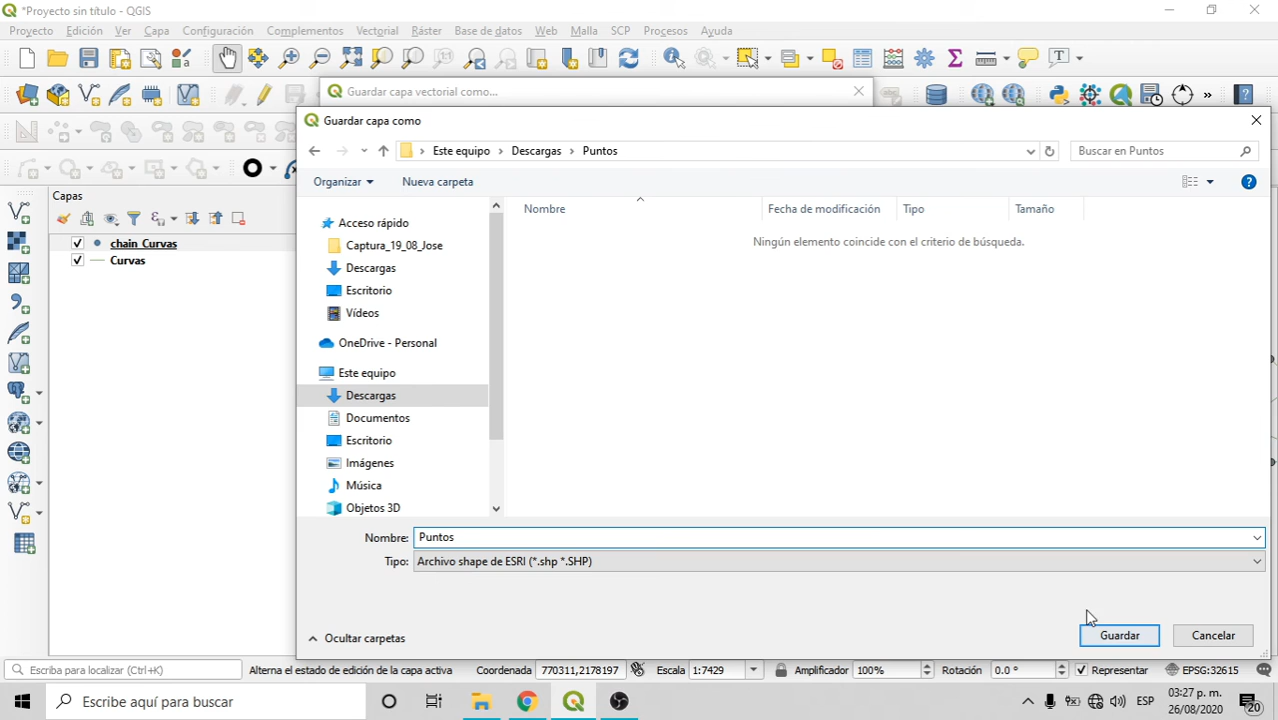 *Proyecto sin título - QGIS
Proyecto Edición Ver Capa Configuración Complementos Vectorial Ráster Base de datos Web Malla SCP Procesos Ayuda
Guardar capa vectorial como...
Guardar capa como
Este equipo > Descargas > Puntos
Buscar en Puntos
Organizar Nueva carpeta
Capas
chain_Curvas
Curvas
Nombre Fecha de modificación Tipo Tamaño
Ningún elemento coincide con el criterio de búsqueda.
Acceso rápido
Captura_19_08_Jose
Descargas
Escritorio
Vídeos
OneDrive - Personal
Este equipo
Descargas
Documentos
Escritorio
Imágenes
Música
Objetos 3D
Nombre: Puntos
Tipo: Archivo shape de ESRI (*.shp *.SHP)
Ocultar carpetas
Guardar Cancelar
Escriba para localizar (Ctrl+K) Alterna el estado de edición de la capa activa Coordenada 770311,2178197 Escala 1:7429 Amplificador 100% Rotación 0.0 ° Representar EPSG:32615
Escribe aquí para buscar
ESP
03:27 p. m.
26/08/2020
20